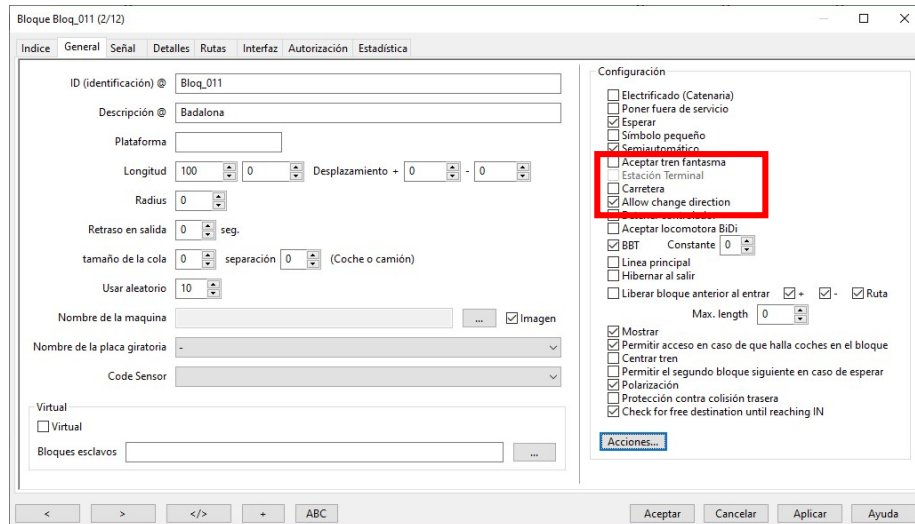 Bloque Bloq_011 (2/12)
Indice General Señal Detalles Rutas Interfaz Autorización Estadística
ID (identificación) @ Bloq_011
Descripción @ Badalona
Plataforma
Longitud 100 0 Desplazamiento + 0 - 0
Radius 0
Retraso en salida 0 seg.
tamaño de la cola 0 separación 0 (Coche o camión)
Usar aleatorio 10
Nombre de la maquina ... Imagen
Nombre de la placa giratoria -
Code Sensor
Virtual
Virtual
Bloques esclavos ...
Configuración
Electrificado (Catenaria)
Poner fuera de servicio
Esperar
Símbolo pequeño
Semiautomático
Aceptar tren fantasma
Estación Terminal
Carretera
Allow change direction
Detener controlador
Aceptar locomotora BiDi
BBT Constante 0
Linea principal
Hibernar al salir
Liberar bloque anterior al entrar + - Ruta
Max. length 0
Mostrar
Permitir acceso en caso de que halla coches en el bloque
Centrar tren
Permitir el segundo bloque siguiente en caso de esperar
Polarización
Protección contra colisión trasera
Check for free destination until reaching IN
Acciones...
< > </> + ABC Aceptar Cancelar Aplicar Ayuda